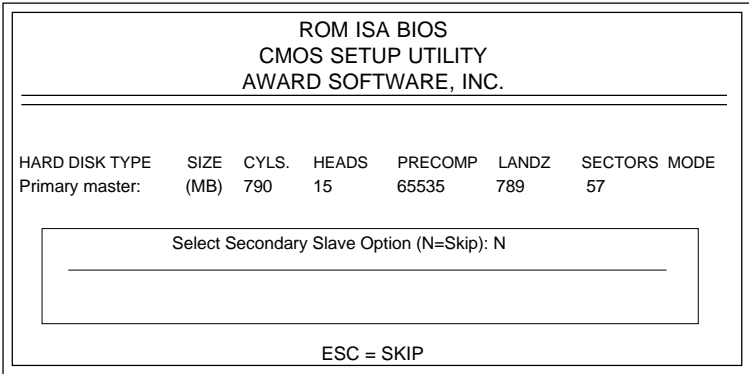 ROM ISA BIOS
CMOS SETUP UTILITY
AWARD SOFTWARE, INC.
HARD DISK TYPE SIZE CYLS. HEADS PRECOMP LANDZ SECTORS MODE
Primary master: (MB) 790 15 65535 789 57
Select Secondary Slave Option (N=Skip): N
ESC = SKIP